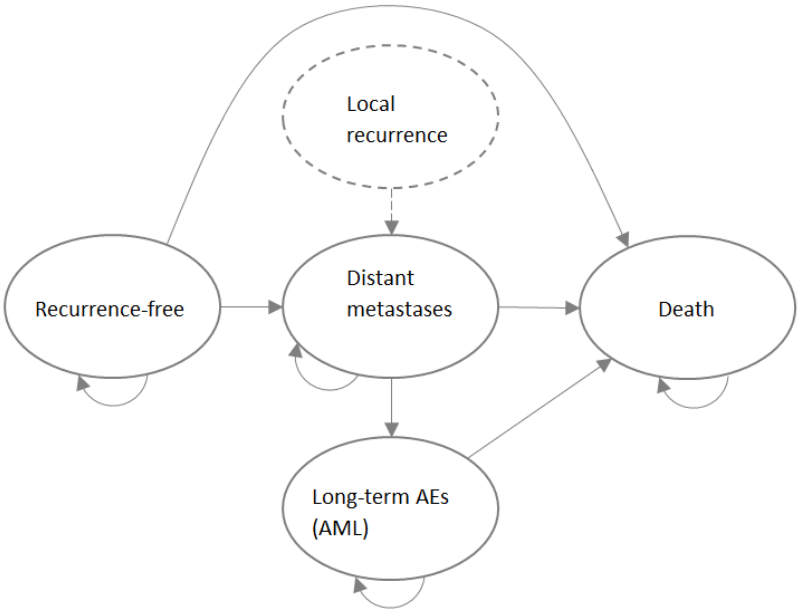 Local
recurrence
Recurrence-free
Distant
metastases
Death
Long-term AEs
(AML)